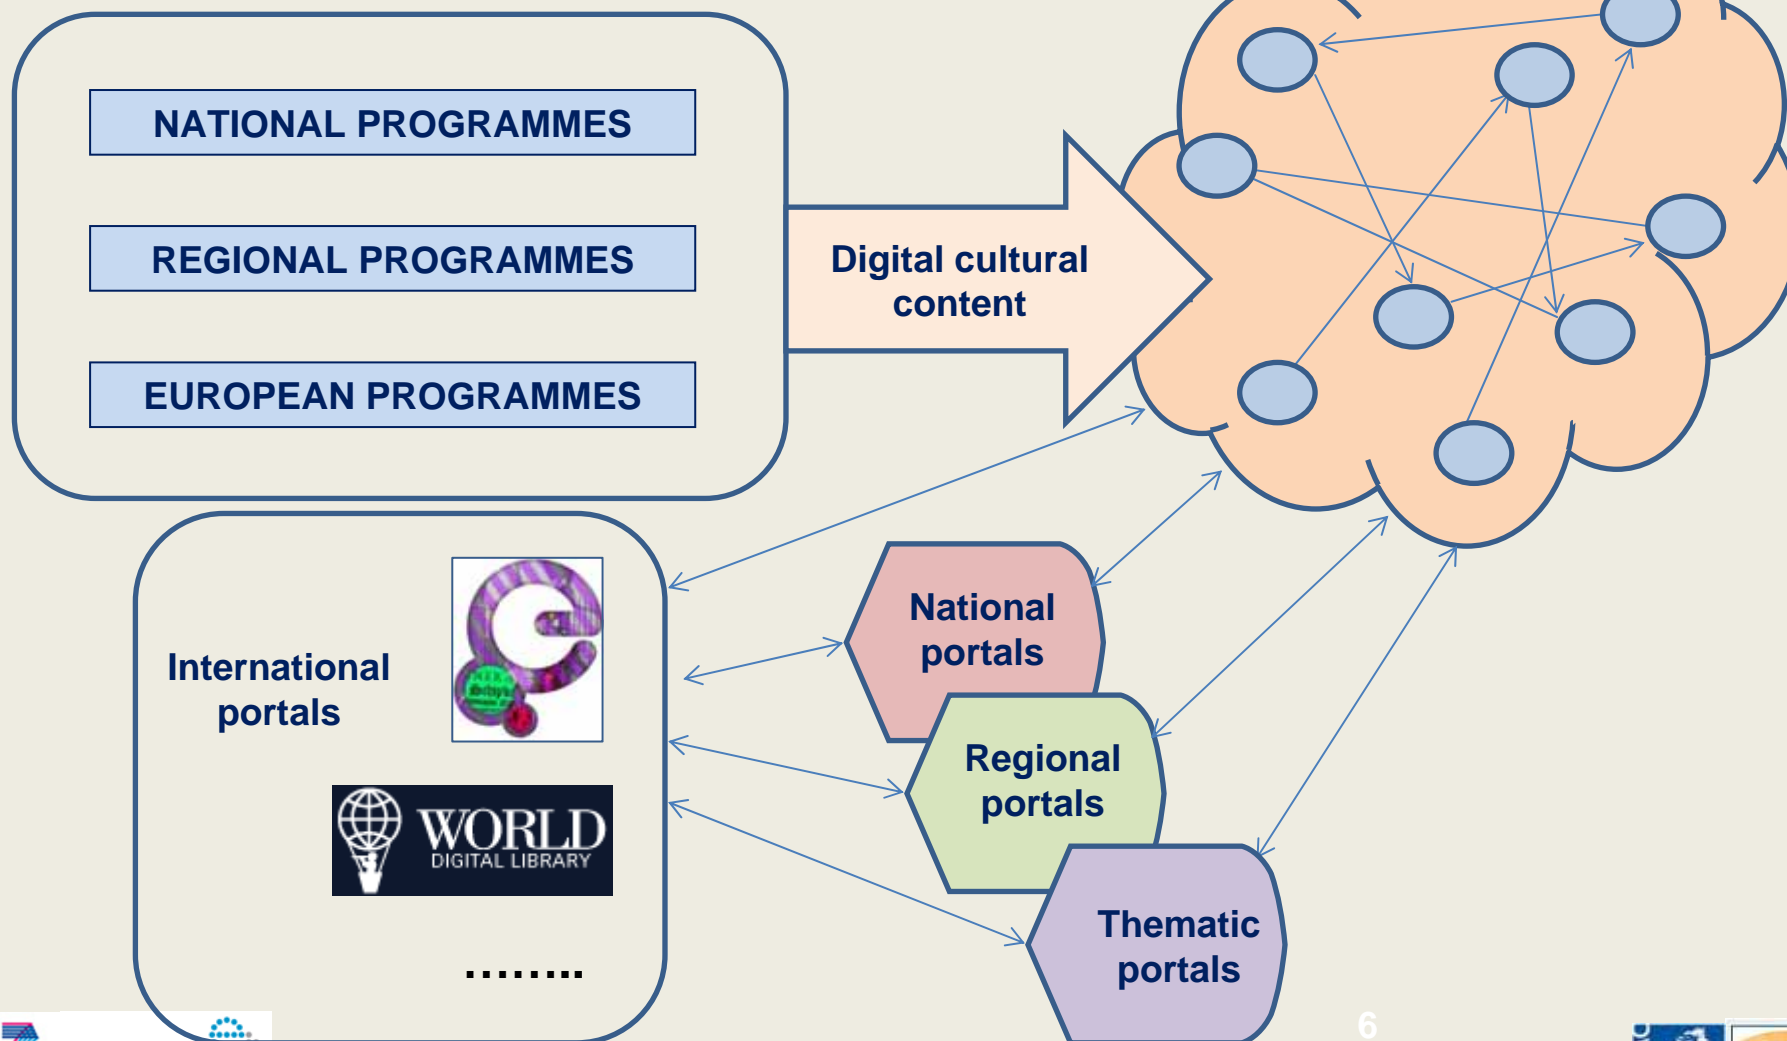 NATIONAL PROGRAMMES
REGIONAL PROGRAMMES
EUROPEAN PROGRAMMES
Digital cultural
content
International
portals
WORLD
DIGITAL LIBRARY
……..
National
portals
Regional
portals
Thematic
portals
6